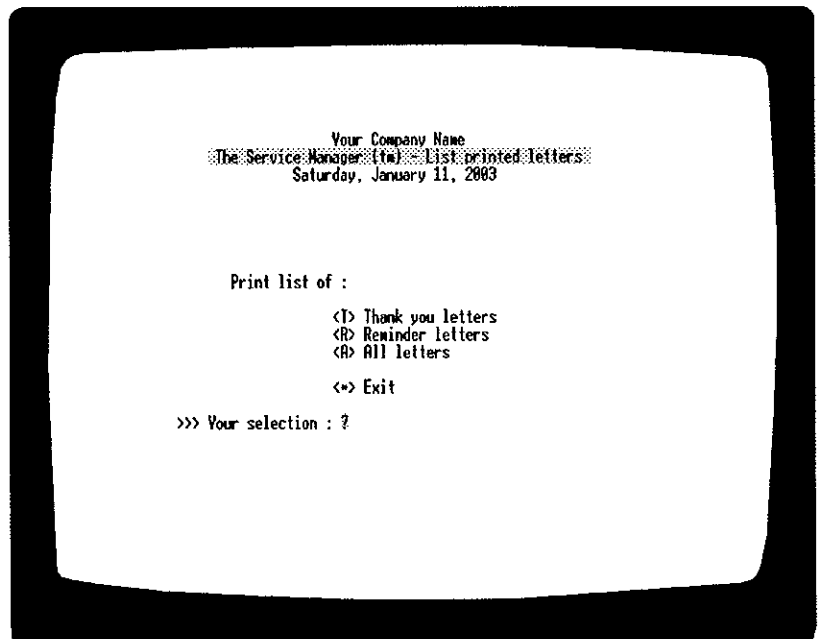 Your Company Name
The Service Manager (tm) - List printed letters
Saturday, January 11, 2003
Print list of :
<T> Thank you letters
<R> Reminder letters
<A> All letters
<*> Exit
>>> Your selection : ?